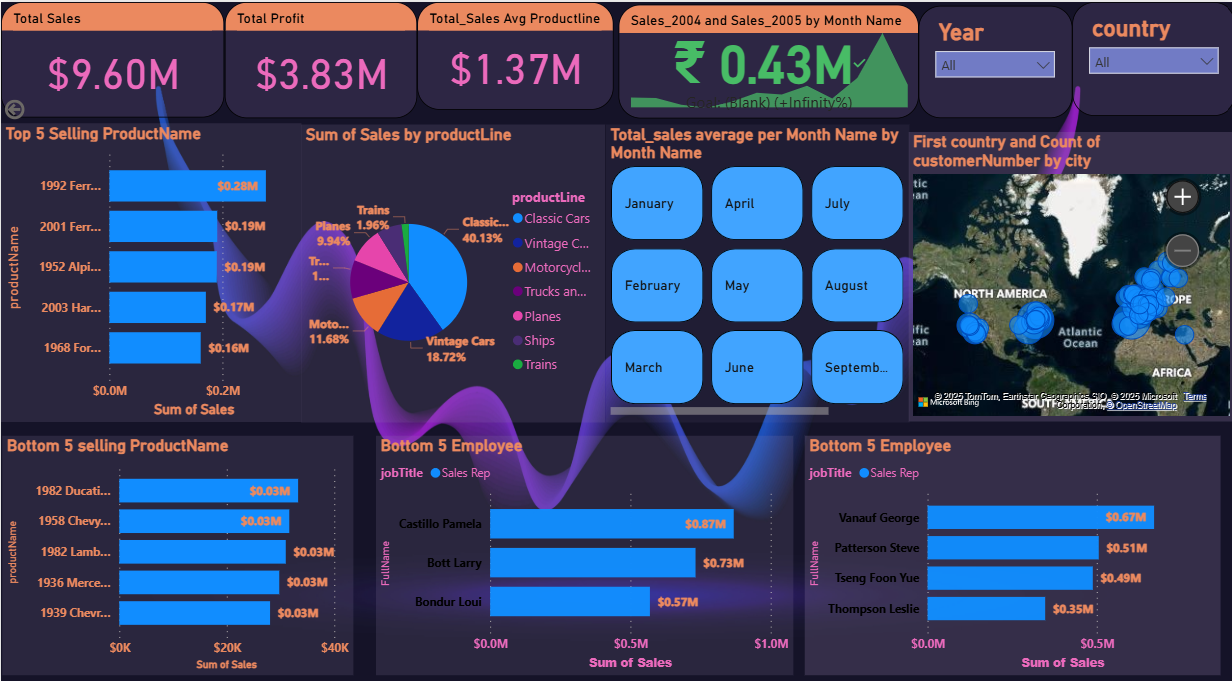 Total Sales
$9.60M
Total Profit
$3.83M
Total_Sales Avg Productline
$1.37M
Sales_2004 and Sales_2005 by Month Name
₹ 0.43M
Goal: (Blank) (+Infinity%)
Year
All
country
All
Top 5 Selling ProductName
productName
1992 Ferr...
$0.28M
2001 Ferr...
$0.19M
1952 Alpi...
$0.19M
2003 Har...
$0.17M
1968 For...
$0.16M
$0.0M
$0.2M
Sum of Sales
Sum of Sales by productLine
Trains
1.96%
Planes
9.94%
Tr...
1...
Moto...
11.68%
Classic...
40.13%
Vintage Cars
18.72%
productLine
Classic Cars
Vintage C...
Motorcycl...
Trucks an...
Planes
Ships
Trains
Total_sales average per Month Name by
Month Name
January
April
July
February
May
August
March
June
Septemb...
First country and Count of
customerNumber by city
NORTH AMERICA
Atlantic
Ocean
AFRICA
Microsoft Bing
© 2025 TomTom, Earthstar Geographics SIO, © 2025 Microsoft Terms
Corporation, © OpenStreetMap
Bottom 5 selling ProductName
productName
1982 Ducati...
$0.03M
1958 Chevy...
$0.03M
1982 Lamb...
$0.03M
1936 Merce...
$0.03M
1939 Chevr...
$0.03M
$0K
$20K
$40K
Sum of Sales
Bottom 5 Employee
jobTitle
Sales Rep
FullName
Castillo Pamela
$0.87M
Bott Larry
$0.73M
Bondur Loui
$0.57M
$0.0M
$0.5M
$1.0M
Sum of Sales
Bottom 5 Employee
jobTitle
Sales Rep
FullName
Vanauf George
$0.67M
Patterson Steve
$0.51M
Tseng Foon Yue
$0.49M
Thompson Leslie
$0.35M
$0.0M
$0.5M
Sum of Sales